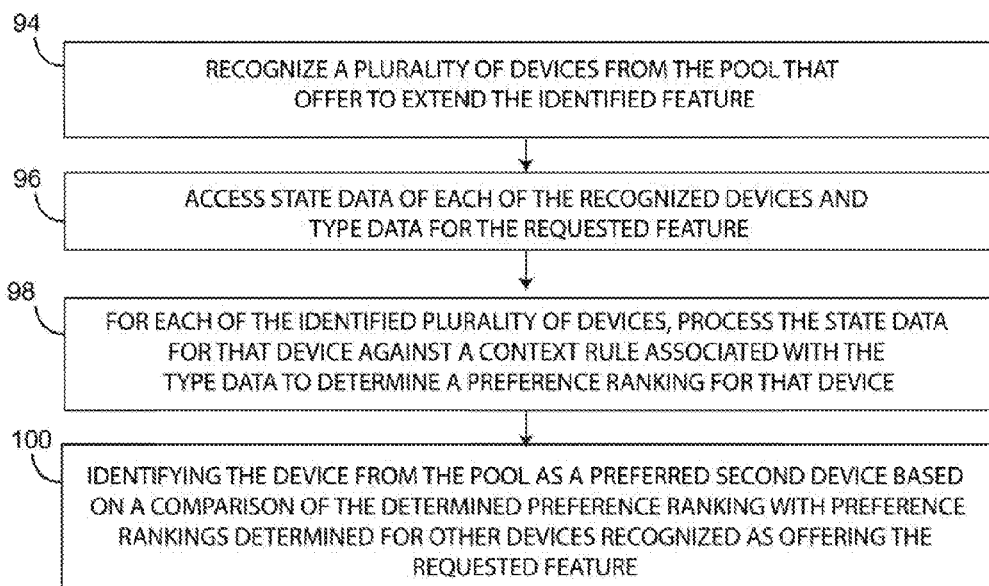 94
RECOGNIZE A PLURALITY OF DEVICES FROM THE POOL THAT
OFFER TO EXTEND THE IDENTIFIED FEATURE
96
ACCESS STATE DATA OF EACH OF THE RECOGNIZED DEVICES AND
TYPE DATA FOR THE REQUESTED FEATURE
98
FOR EACH OF THE IDENTIFIED PLURALITY OF DEVICES, PROCESS THE STATE DATA
FOR THAT DEVICE AGAINST A CONTEXT RULE ASSOCIATED WITH THE
TYPE DATA TO DETERMINE A PREFERENCE RANKING FOR THAT DEVICE
100
IDENTIFYING THE DEVICE FROM THE POOL AS A PREFERRED SECOND DEVICE BASED
ON A COMPARISON OF THE DETERMINED PREFERENCE RANKING WITH PREFERENCE
RANKINGS DETERMINED FOR OTHER DEVICES RECOGNIZED AS OFFERING THE
REQUESTED FEATURE